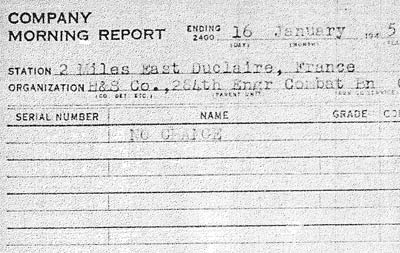 COMPANY
MORNING REPORT
ENDING 2400 16 January 1945
(DAY) (MONTH)
STATION 2 Miles East Duclaire, France
ORGANIZATION H&S Co., 284th Engr Combat Bn
(CO. DET. ETC.) (PARENT UNIT)
SERIAL NUMBER NAME GRADE
NO CHANGE